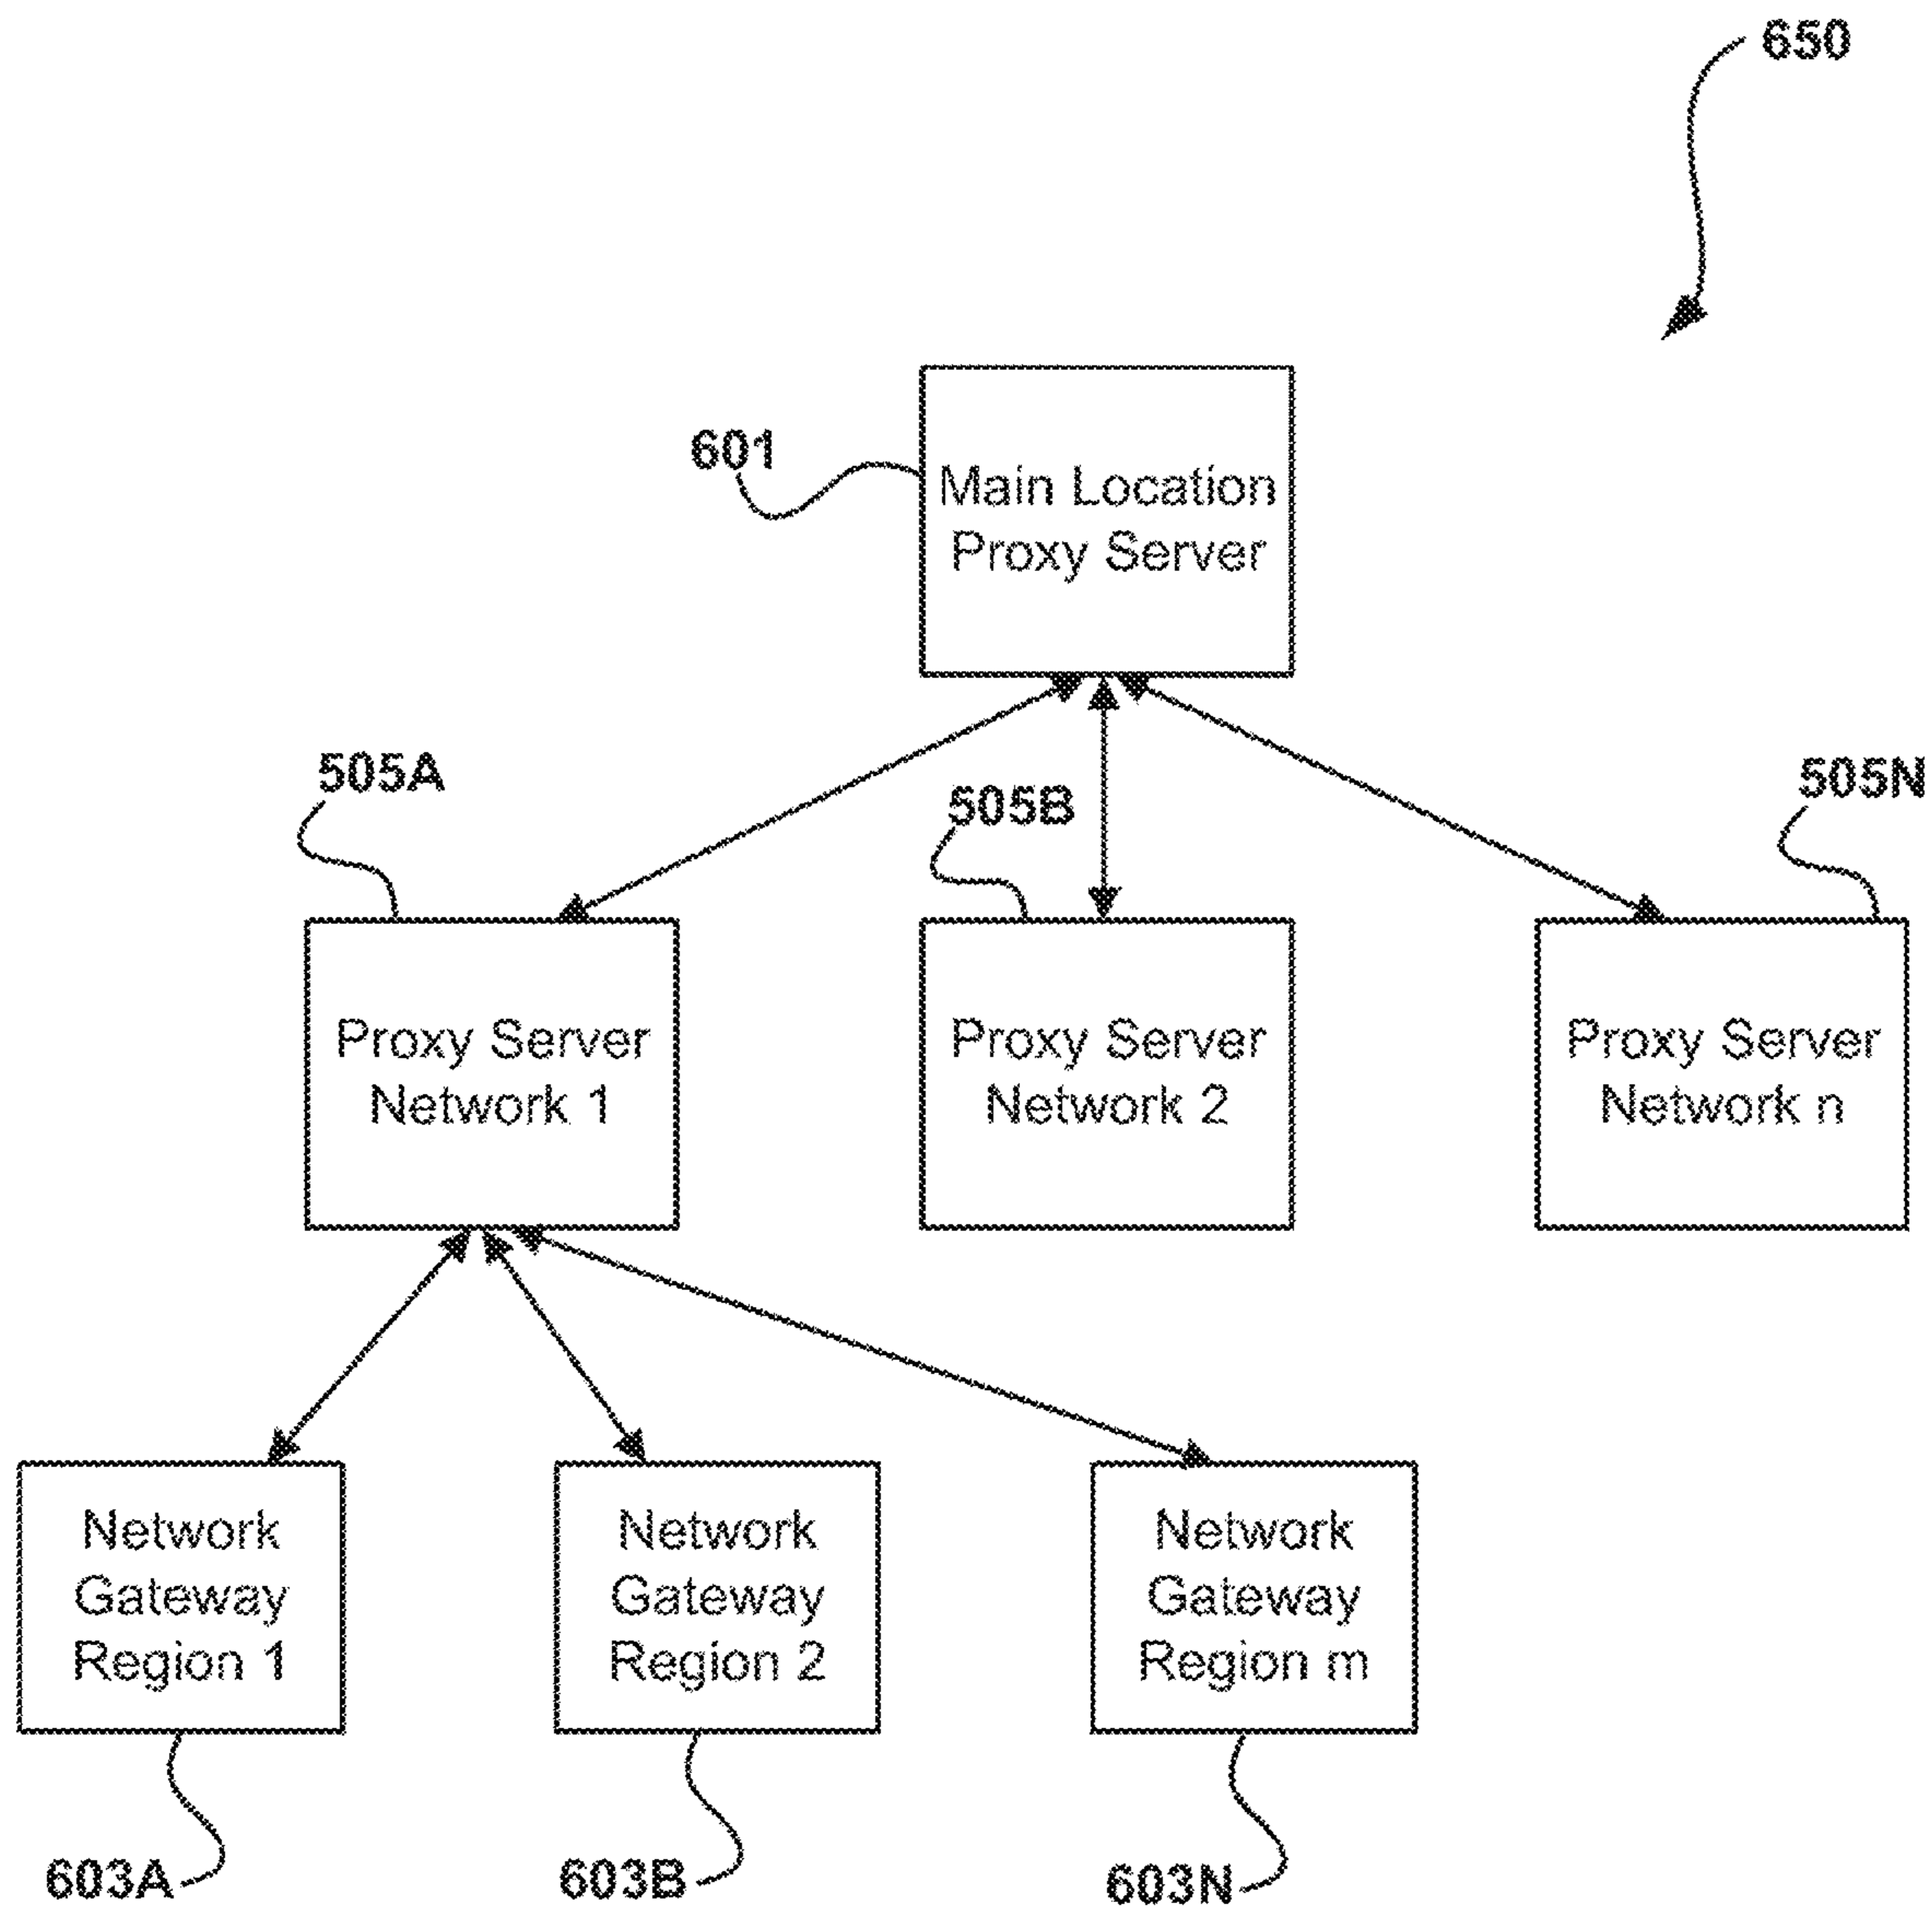 650
601
Main Location
Proxy Server
505A
505B
505N
Proxy Server
Network 1
Proxy Server
Network 2
Proxy Server
Network n
Network
Gateway
Region 1
Network
Gateway
Region 2
Network
Gateway
Region m
603A
603B
603N